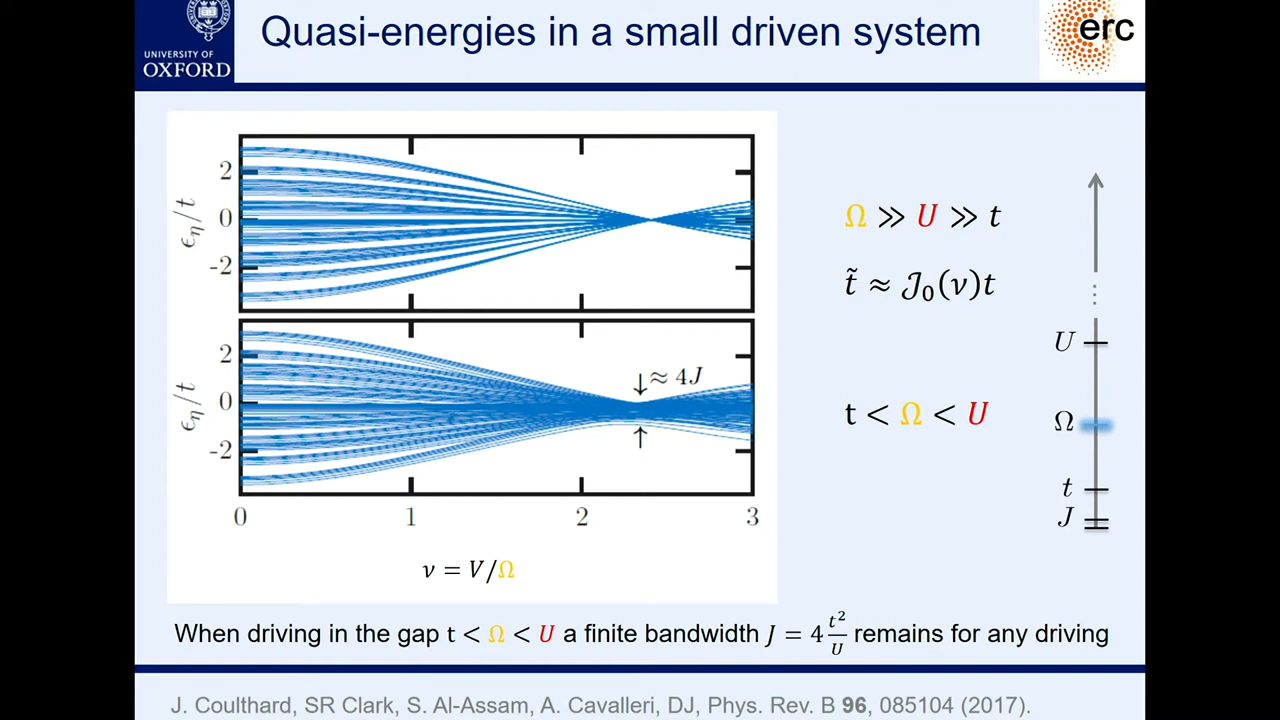 Quasi-energies in a small driven system
UNIVERSITY OF
OXFORD
erc
2
0
-2
ϵη/t
2
0
-2
ϵη/t
≈ 4J
0 1 2 3
ν = V/Ω
Ω ≫ U ≫ t
t̃ ≈ 𝒥₀(ν)t
t < Ω < U
⋮
U
Ω
t
J
When driving in the gap t < Ω < U a finite bandwidth J = 4 t²/U remains for any driving
J. Coulthard, SR Clark, S. Al-Assam, A. Cavalleri, DJ, Phys. Rev. B 96, 085104 (2017).